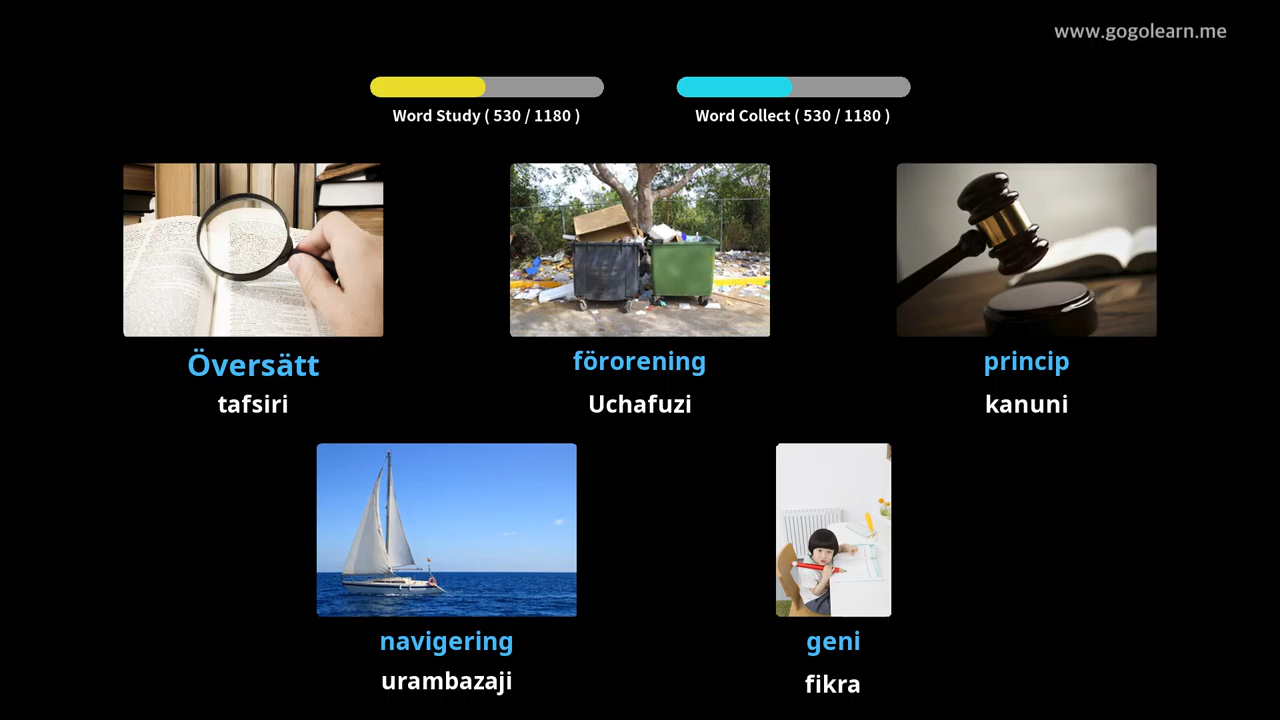 www.gogolearn.me
Word Study ( 530 / 1180 )
Word Collect ( 530 / 1180 )
Översätt
tafsiri
förorening
Uchafuzi
princip
kanuni
navigering
urambazaji
geni
fikra